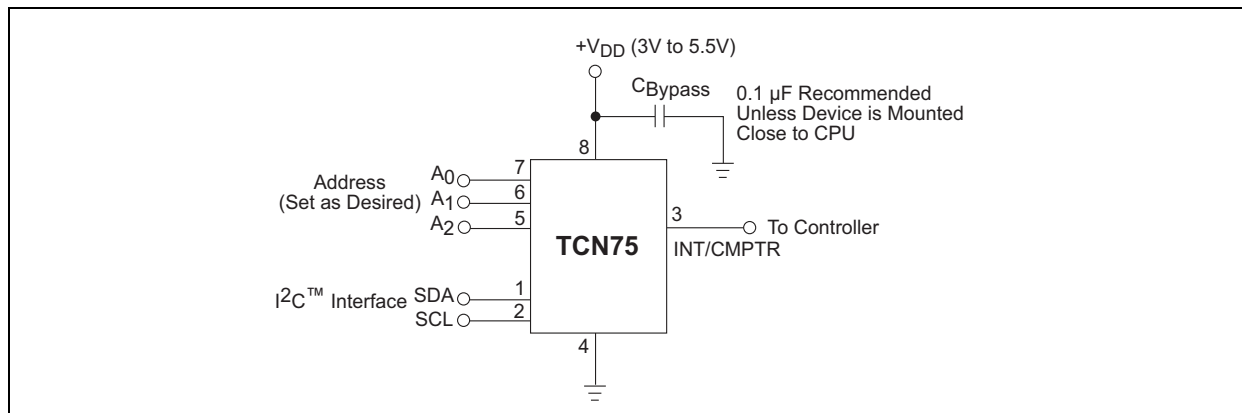 +VDD (3V to 5.5V)
CBypass
0.1 µF Recommended
Unless Device is Mounted
Close to CPU
8
Address
(Set as Desired)
A0
7
A1
6
A2
5
TCN75
3
To Controller
INT/CMPTR
I2C™ Interface
SDA
1
SCL
2
4